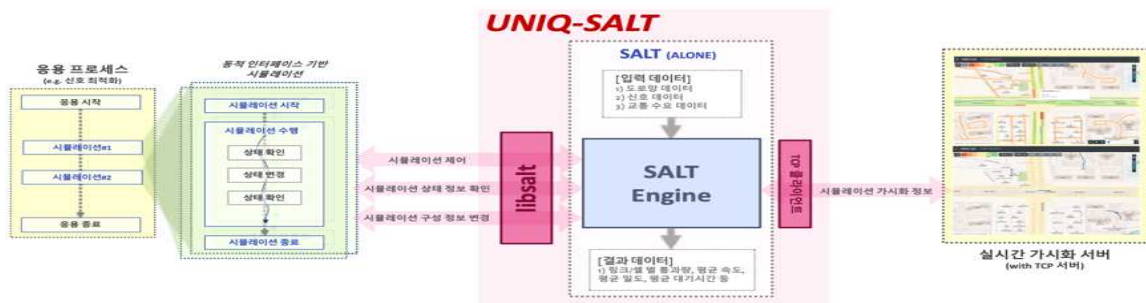 UNIQ-SALT
응용 프로세스
(e.g. 신호 최적화)
응용 시작
시뮬레이션#1
시뮬레이션#2
응용 종료
동적 인터페이스 기반
시뮬레이션
시뮬레이션 시작
시뮬레이션 수행
상태 확인
상태 변경
상태 확인
시뮬레이션 종료
시뮬레이션 제어
시뮬레이션 상태 정보 확인
시뮬레이션 구성 정보 변경
libsalt
SALT (ALONE)
[입력 데이터]
1) 도로망 데이터
2) 신호 데이터
3) 교통 수요 데이터
SALT
Engine
[결과 데이터]
1) 링크/셀 별 통과량, 평균 속도,
평균 밀도, 평균 대기시간 등
TCP 클라이언트
시뮬레이션 가시화 정보
실시간 가시화 서버
(with TCP 서버)